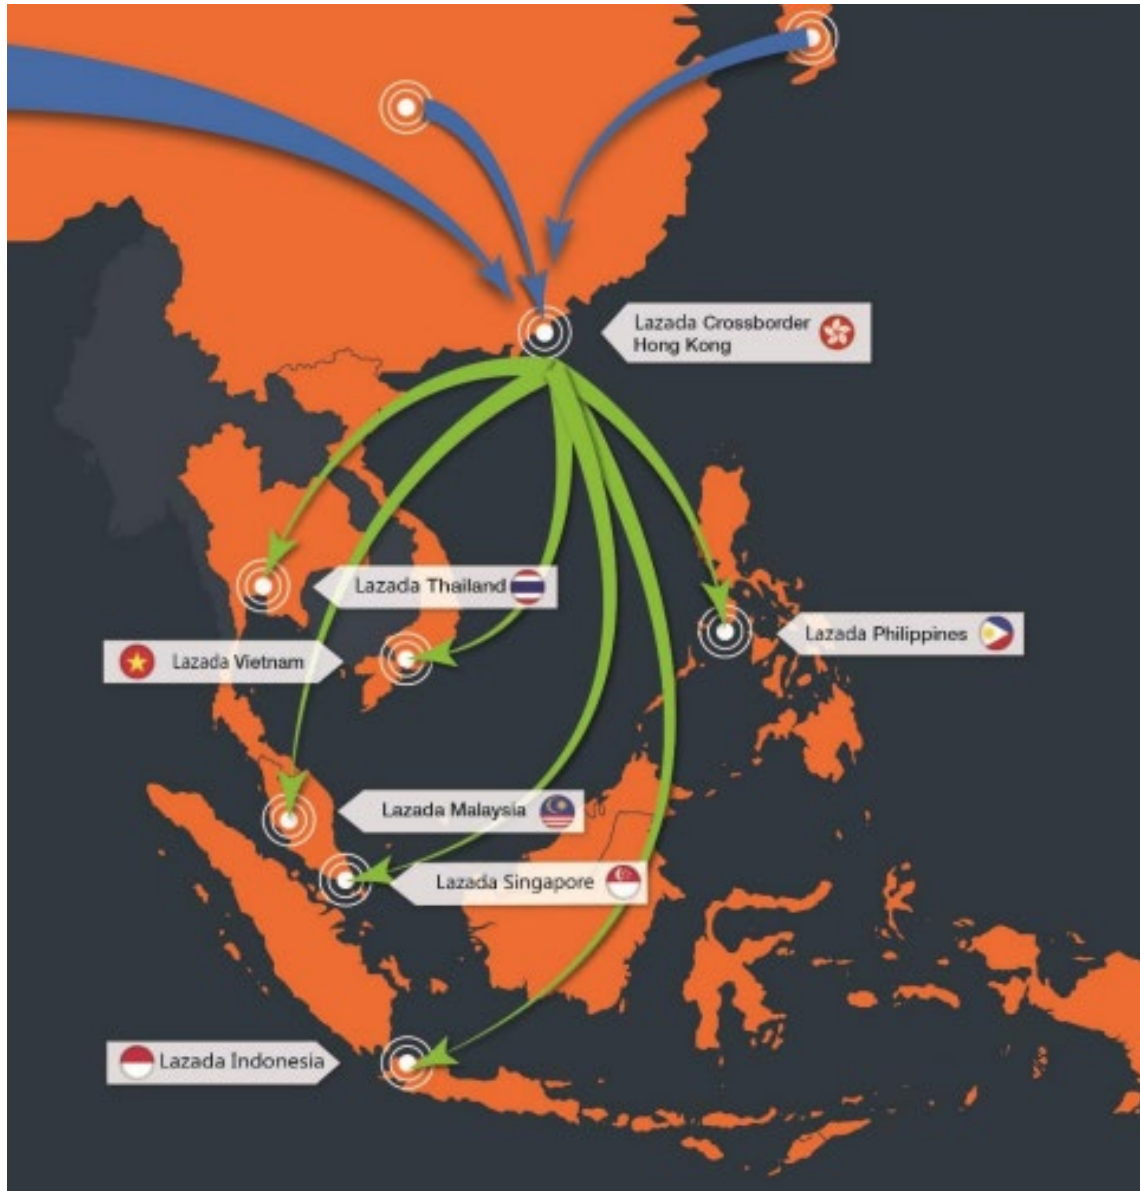 Lazada Crossborder
Hong Kong
Lazada Thailand
Lazada Philippines
Lazada Vietnam
Lazada Malaysia
Lazada Singapore
Lazada Indonesia